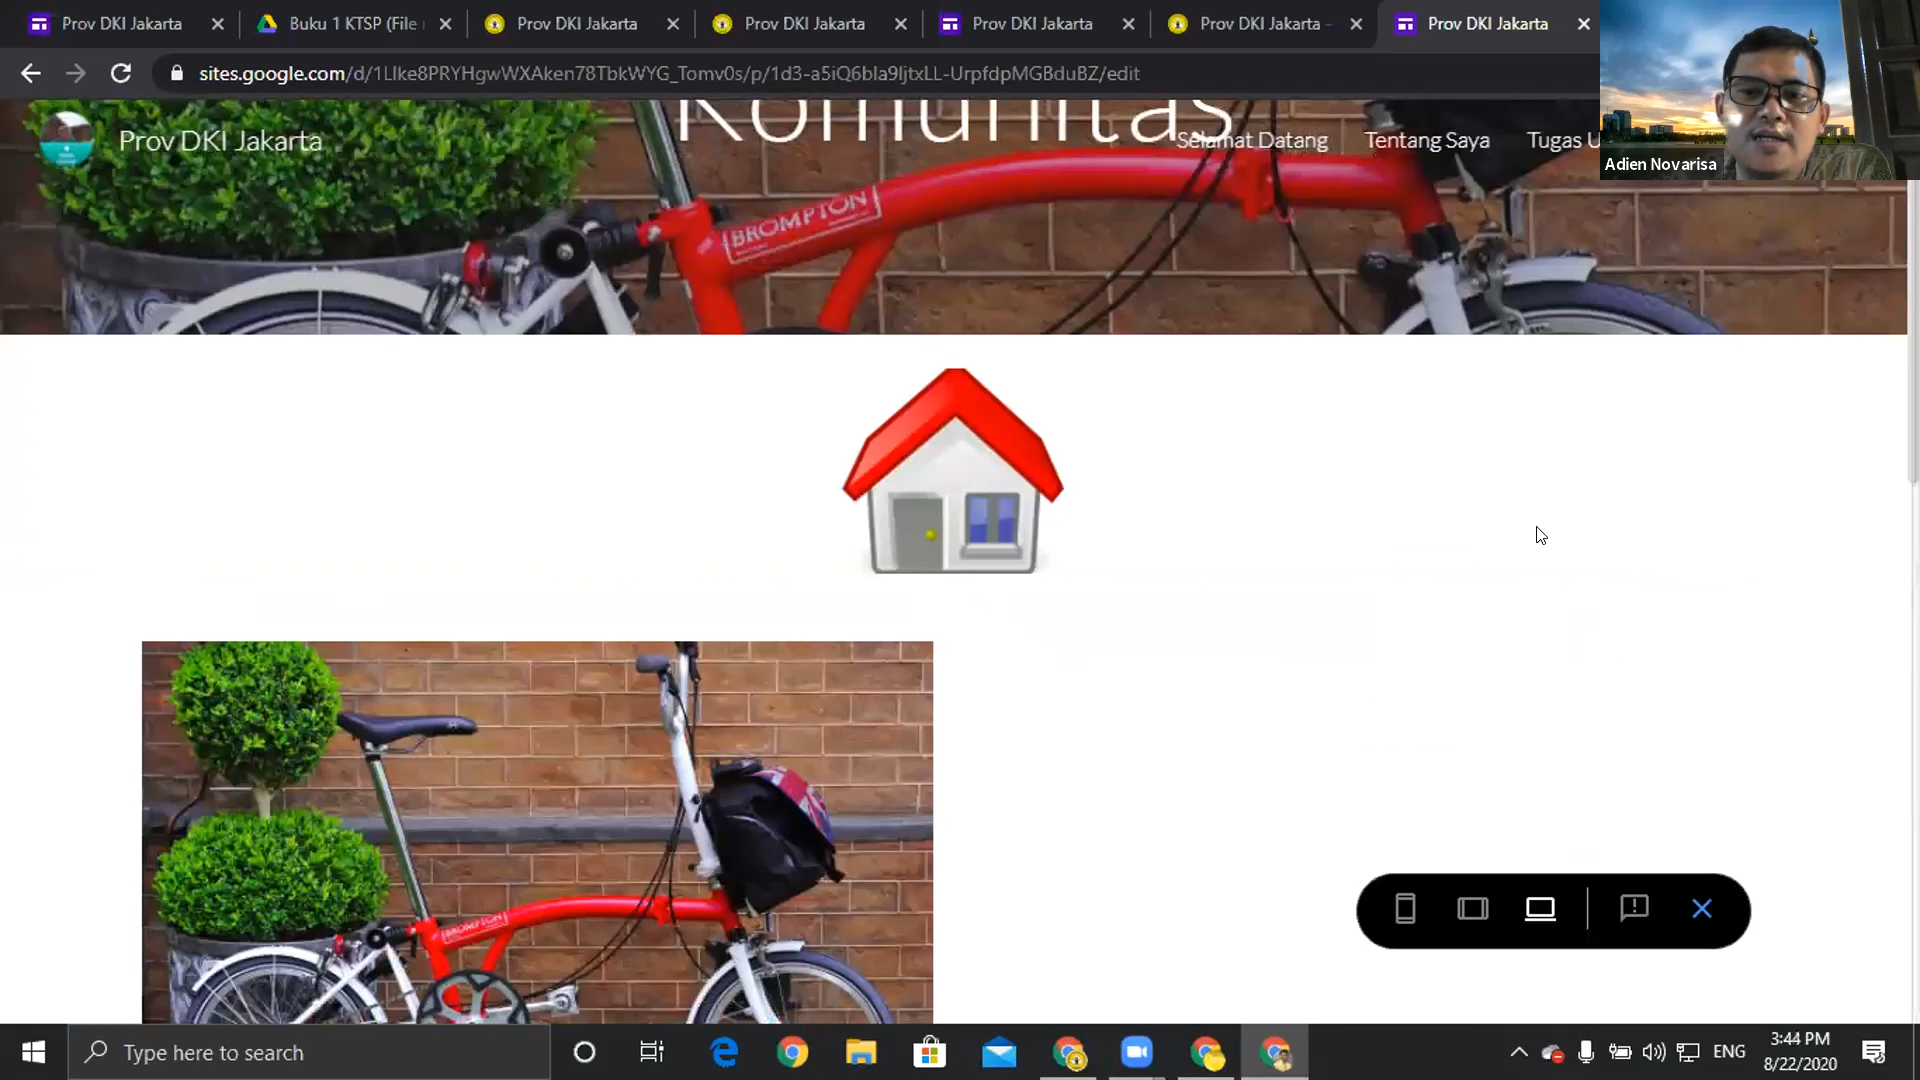 Prov DKI Jakarta
Buku 1 KTSP (File
Prov DKI Jakarta
Prov DKI Jakarta
Prov DKI Jakarta
Prov DKI Jakarta -
Prov DKI Jakarta
sites.google.com/d/1Llke8PRYHgwWXAken78TbkWYG_Tomv0s/p/1d3-a5iQ6bla9ljtxLL-UrpfdpMGBduBZ/edit
Komunitas
Prov DKI Jakarta
Selamat Datang
Tentang Saya
Tugas U
Adien Novarisa
BROMPTON
BROMPTON
Type here to search
ENG
3:44 PM
8/22/2020